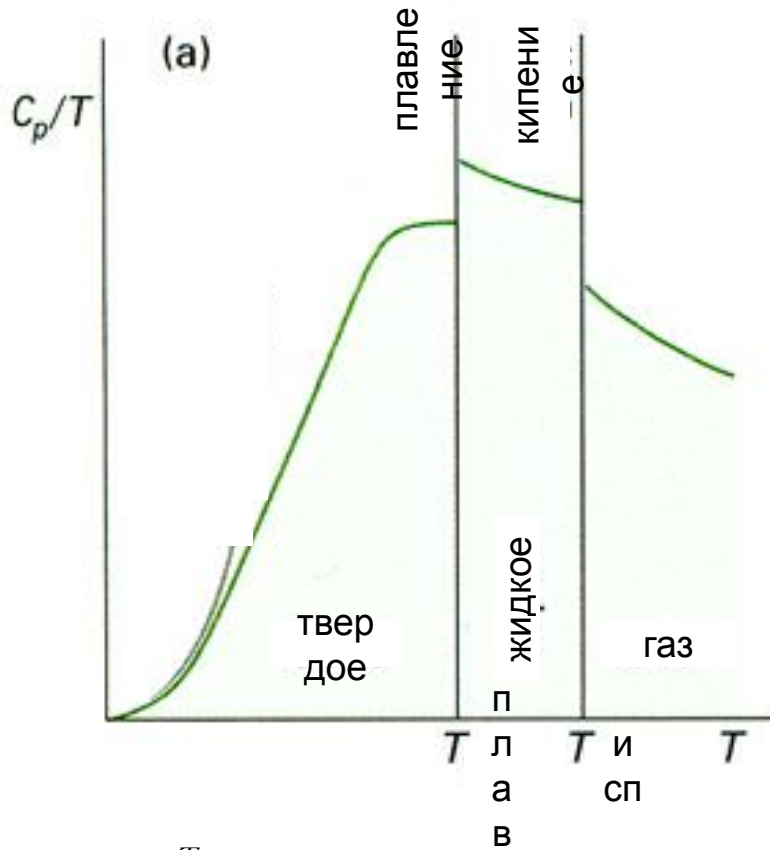 (a)
C_p/T
плавле
ние
кипени
е
твер
дое
жидкое
газ
T
п
л
а
в
T
и
сп
T
T